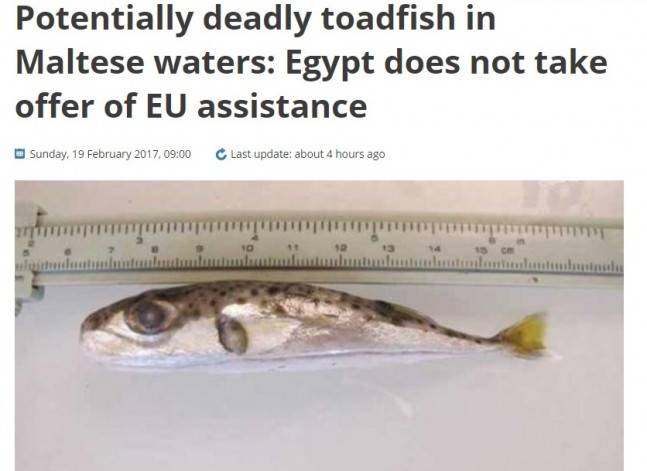 Potentially deadly toadfish in
Maltese waters: Egypt does not take
offer of EU assistance
Sunday, 19 February 2017, 09:00 Last update: about 4 hours ago
2 3 4 5 6 in
5 6 7 8 9 10 11 12 13 14 15 cm